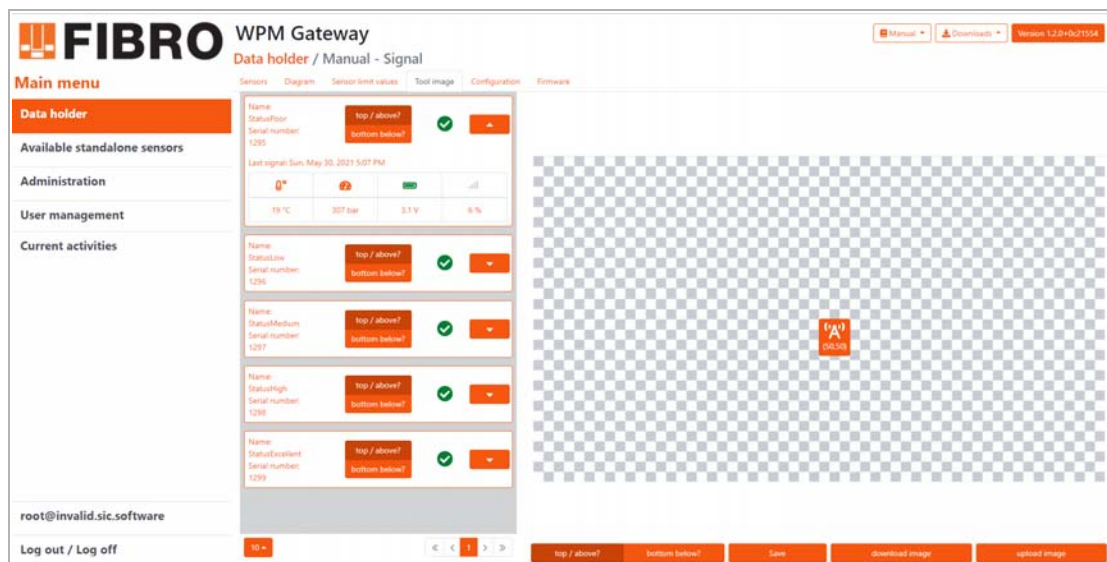 FIBRO
WPM Gateway
Manual
Downloads
Version 1.2.0+0c21554
Data holder / Manual - Signal
Main menu
Sensors
Diagram
Sensor limit values
Tool image
Configuration
Firmware
Data holder
Available standalone sensors
Administration
User management
Current activities
root@invalid.sic.software
Log out / Log off
Name:
StatusPoor
Serial number:
1295
top / above?
bottom below?
Last signal: Sun, May 30, 2021 5:07 PM
19 °C
307 bar
3.1 V
6 %
Name:
StatusLow
Serial number:
1296
top / above?
bottom below?
Name:
StatusMedium
Serial number:
1297
top / above?
bottom below?
Name:
StatusHigh
Serial number:
1298
top / above?
bottom below?
Name:
StatusExcellent
Serial number:
1299
top / above?
bottom below?
10
« < 1 > »
(50,50)
top / above?
bottom below?
Save
download image
upload image